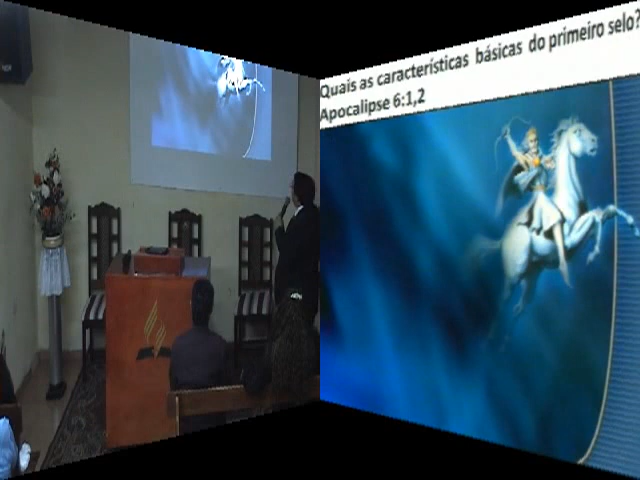 Quais as características básicas do primeiro selo?
Apocalipse 6:1,2